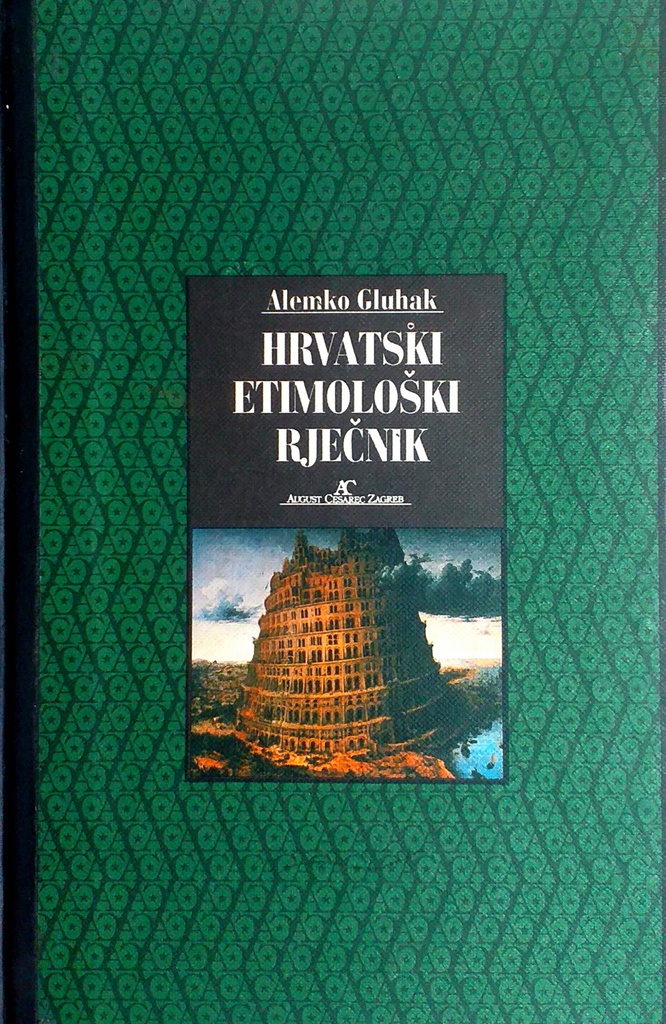 Alemko Gluhak
HRVATSKI
ETIMOLOŠKI
RJEČNIK
AC
AUGUST CESAREC ZAGREB